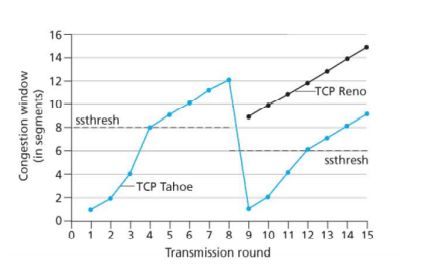 16
14
12
10
8
6
4
2
0
Congestion window
(in segments)
ssthresh
TCP Reno
ssthresh
TCP Tahoe
0 1 2 3 4 5 6 7 8 9 10 11 12 13 14 15
Transmission round